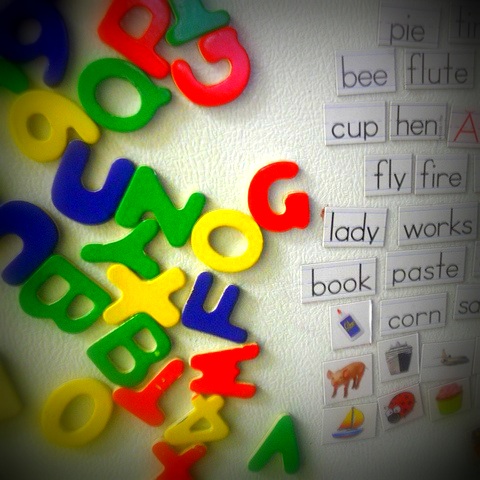 pie
bee flute
cup hen A
fly fire
lady works
book paste
corn
P
G
Q
U
Z
G
Y
O
X
F
B
B
O